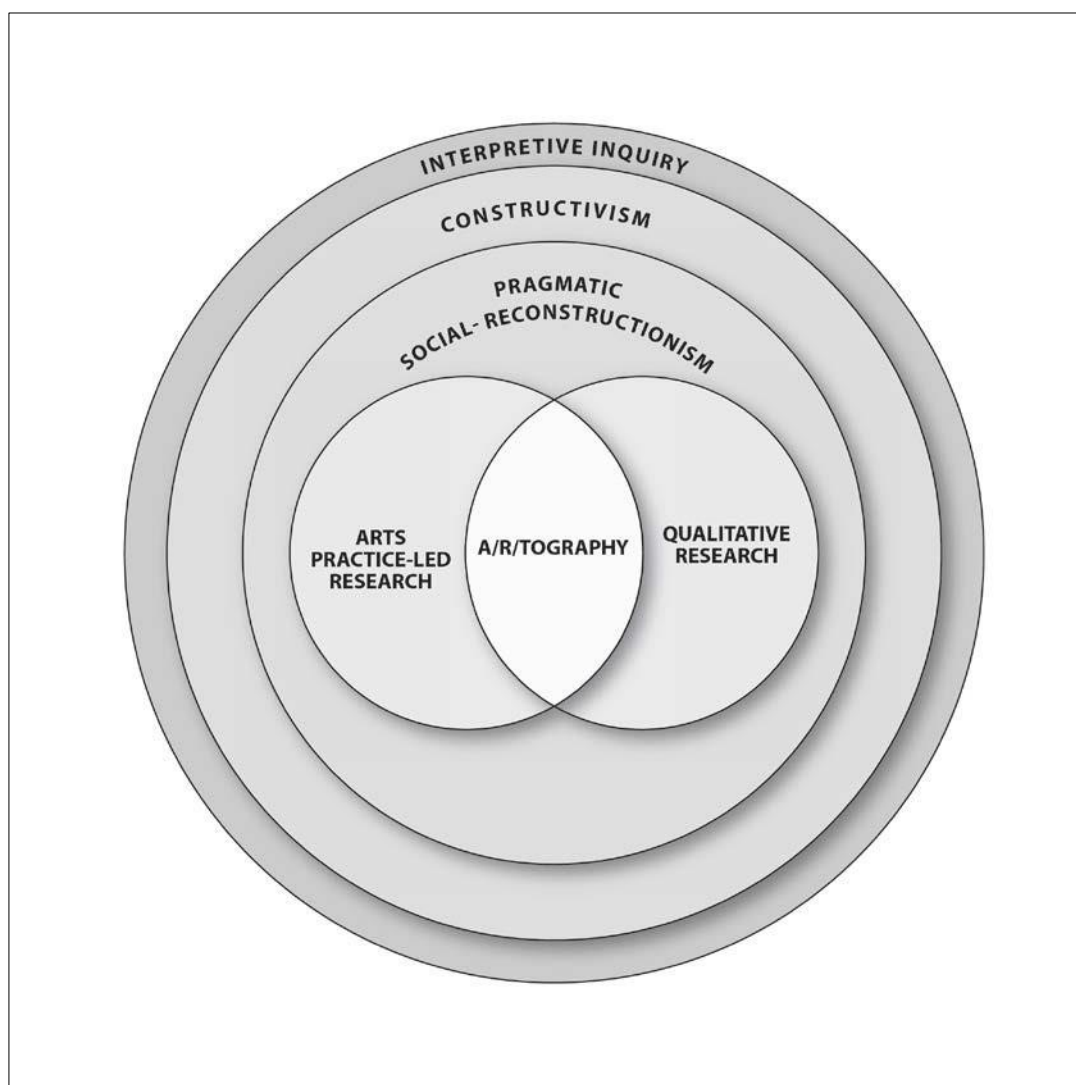 INTERPRETIVE INQUIRY
CONSTRUCTIVISM
PRAGMATIC
SOCIAL- RECONSTRUCTIONISM
ARTS
PRACTICE-LED
RESEARCH
A/R/TOGRAPHY
QUALITATIVE
RESEARCH